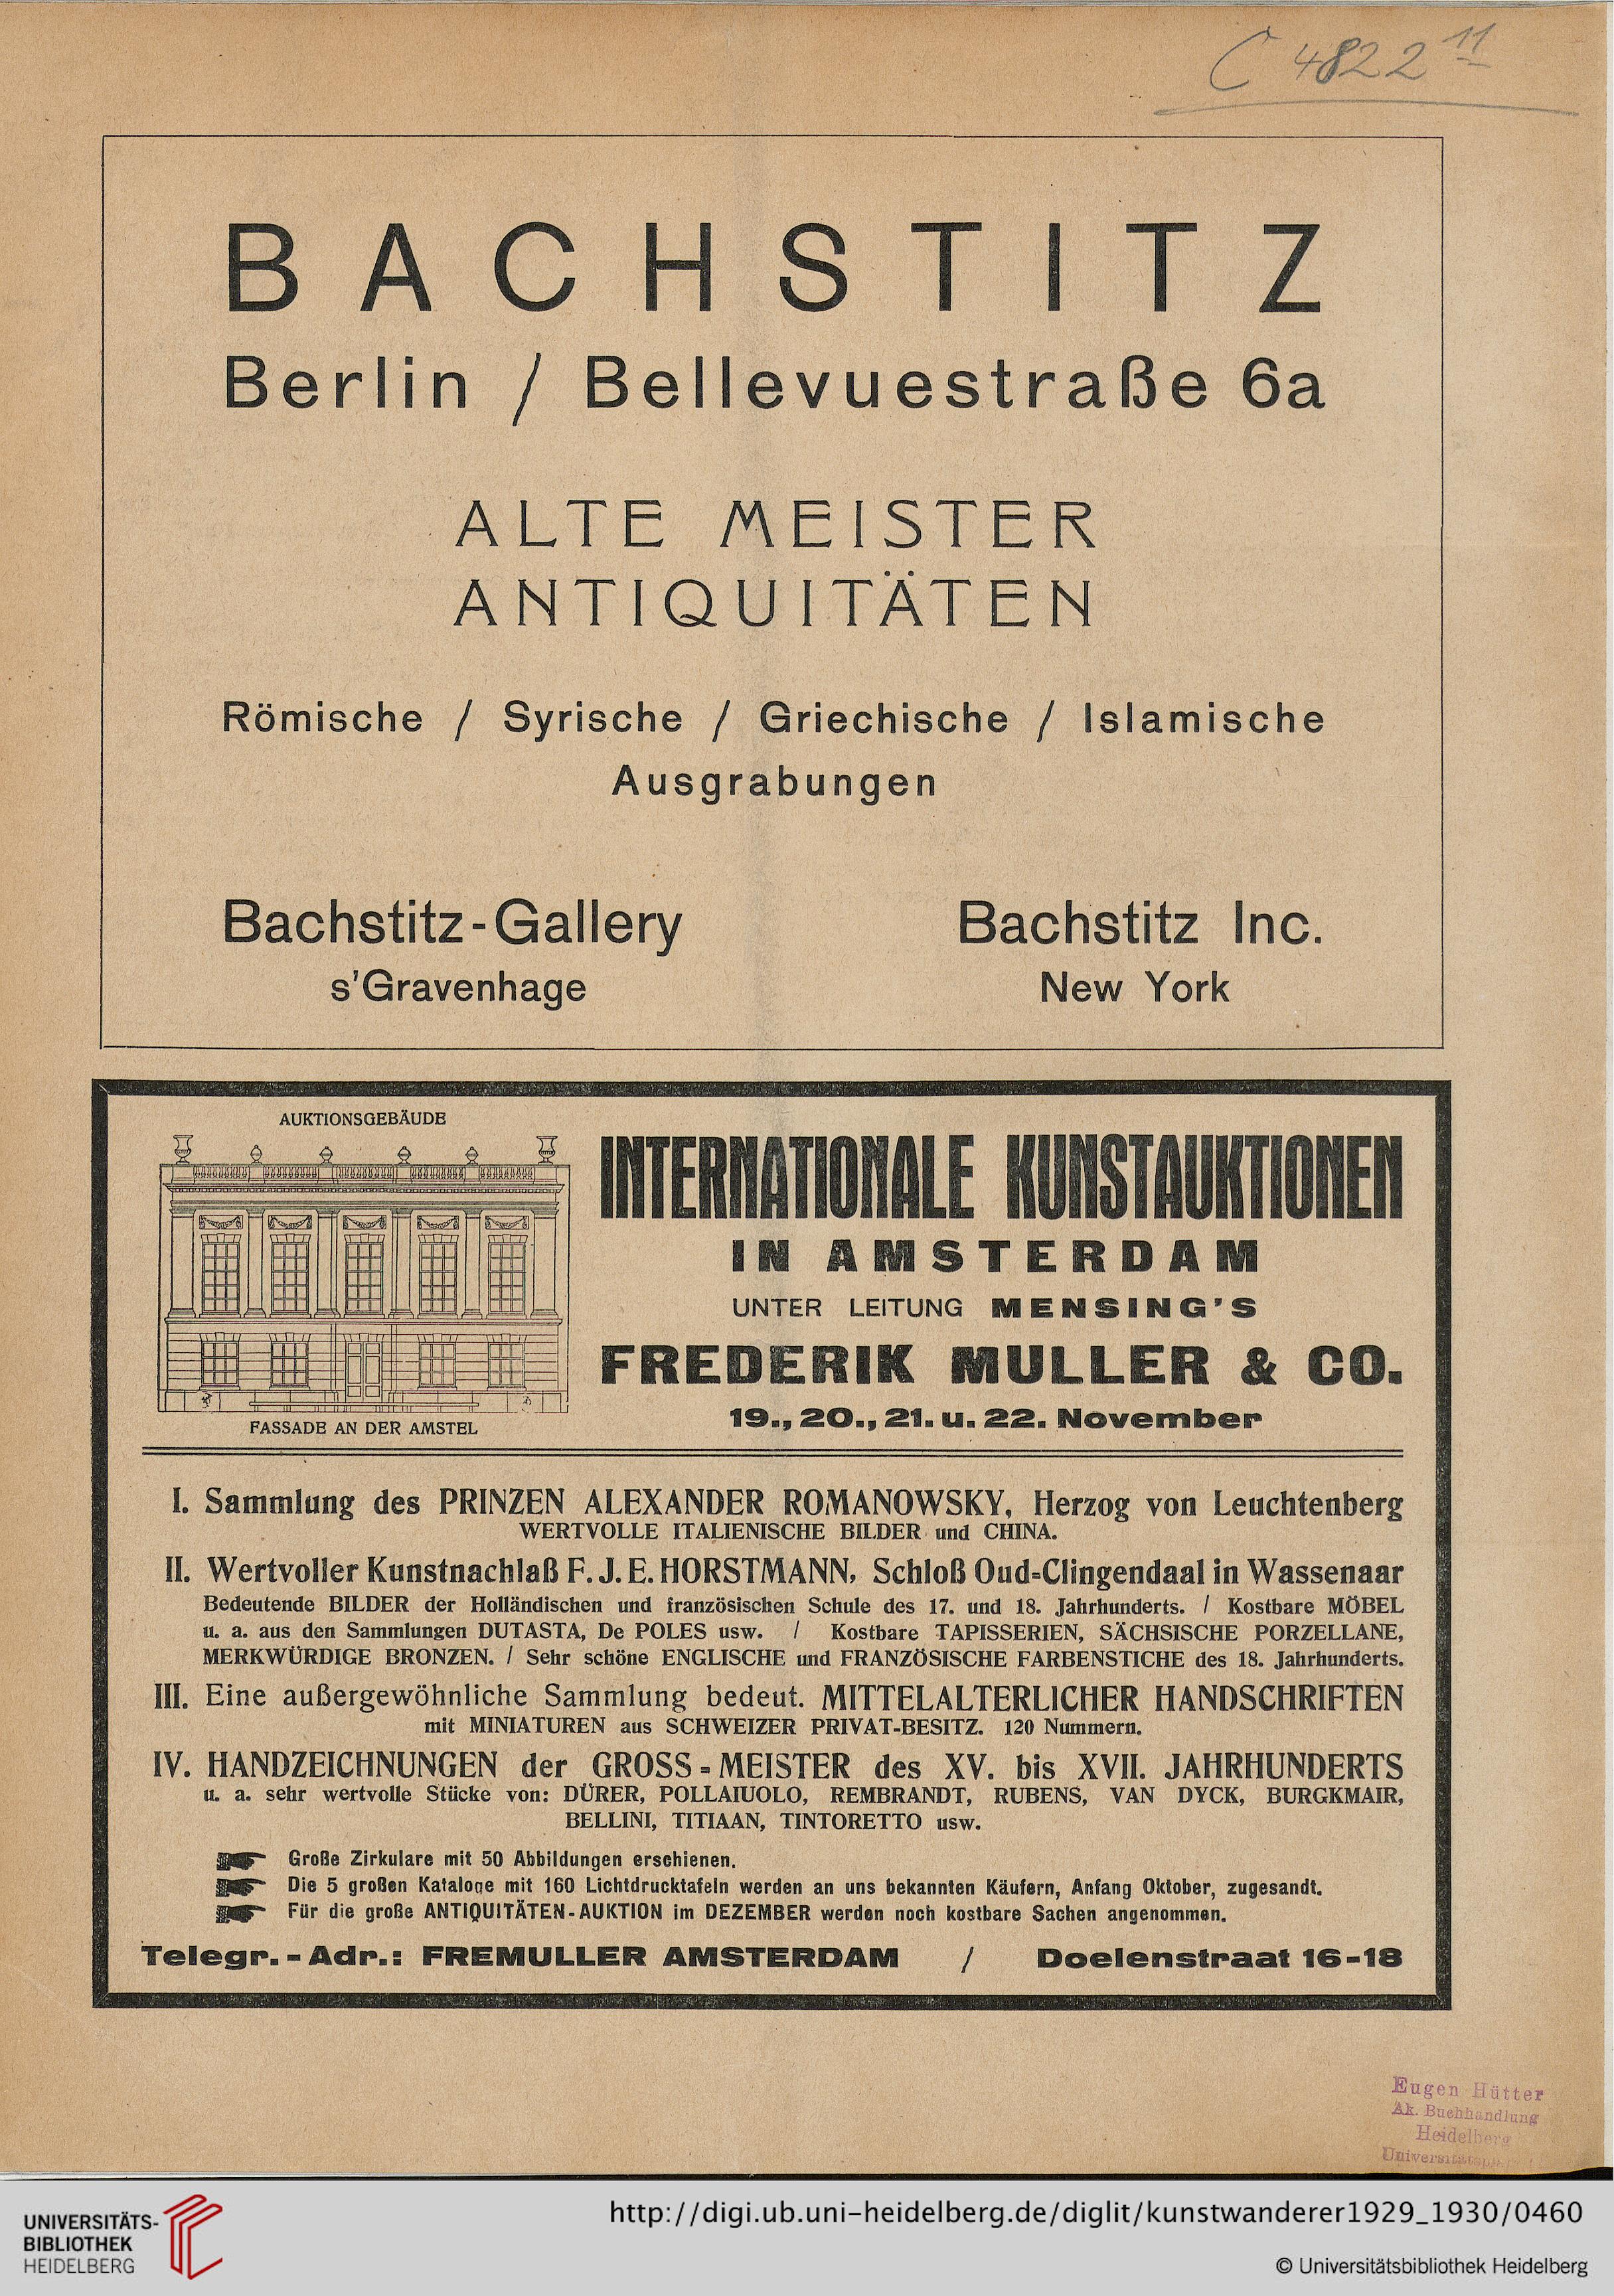 C 4822 11
BACHSTITZ
Berlin / Bellevuestraße 6a
ALTE MEISTER
ANTIQUITÄTEN
Römische / Syrische / Griechische / Islamische
Ausgrabungen
Bachstitz-Gallery
s'Gravenhage
Bachstitz Inc.
New York
AUKTIONSGEBÄUDE
FASSADE AN DER AMSTEL
INTERNATIONALE KUNSTAUKTIONEN
IN AMSTERDAM
UNTER LEITUNG MENSING'S
FREDERIK MULLER & CO.
19., 20., 21. u. 22. November
I. Sammlung des PRINZEN ALEXANDER ROMANOWSKY, Herzog von Leuchtenberg
WERTVOLLE ITALIENISCHE BILDER und CHINA.
II. Wertvoller Kunstnachlaß F. J. E. HORSTMANN, Schloß Oud-Clingendaal in Wassenaar
Bedeutende BILDER der Holländischen und französischen Schule des 17. und 18. Jahrhunderts. / Kostbare MÖBEL
u. a. aus den Sammlungen DUTASTA, De POLES usw. / Kostbare TAPISSERIEN, SÄCHSISCHE PORZELLANE,
MERKWÜRDIGE BRONZEN. / Sehr schöne ENGLISCHE und FRANZÖSISCHE FARBENSTICHE des 18. Jahrhunderts.
III. Eine außergewöhnliche Sammlung bedeut. MITTELALTERLICHER HANDSCHRIFTEN
mit MINIATUREN aus SCHWEIZER PRIVAT-BESITZ. 120 Nummern.
IV. HANDZEICHNUNGEN der GROSS-MEISTER des XV. bis XVII. JAHRHUNDERTS
u. a. sehr wertvolle Stücke von: DÜRER, POLLAIUOLO, REMBRANDT, RUBENS, VAN DYCK, BURGKMAIR,
BELLINI, TITIAAN, TINTORETTO usw.
Große Zirkulare mit 50 Abbildungen erschienen.
Die 5 großen Kataloge mit 160 Lichtdrucktafeln werden an uns bekannten Käufern, Anfang Oktober, zugesandt.
Für die große ANTIQUITÄTEN-AUKTION im DEZEMBER werden noch kostbare Sachen angenommen.
Telegr.-Adr.: FREMULLER AMSTERDAM / Doelenstraat 16-18
Eugen Hütter
Ak. Buchhandlung
Heidelberg
UNIVERSITÄTS-
BIBLIOTHEK
HEIDELBERG
http://digi.ub.uni-heidelberg.de/diglit/kunstwanderer1929_1930/0460
© Universitätsbibliothek Heidelberg